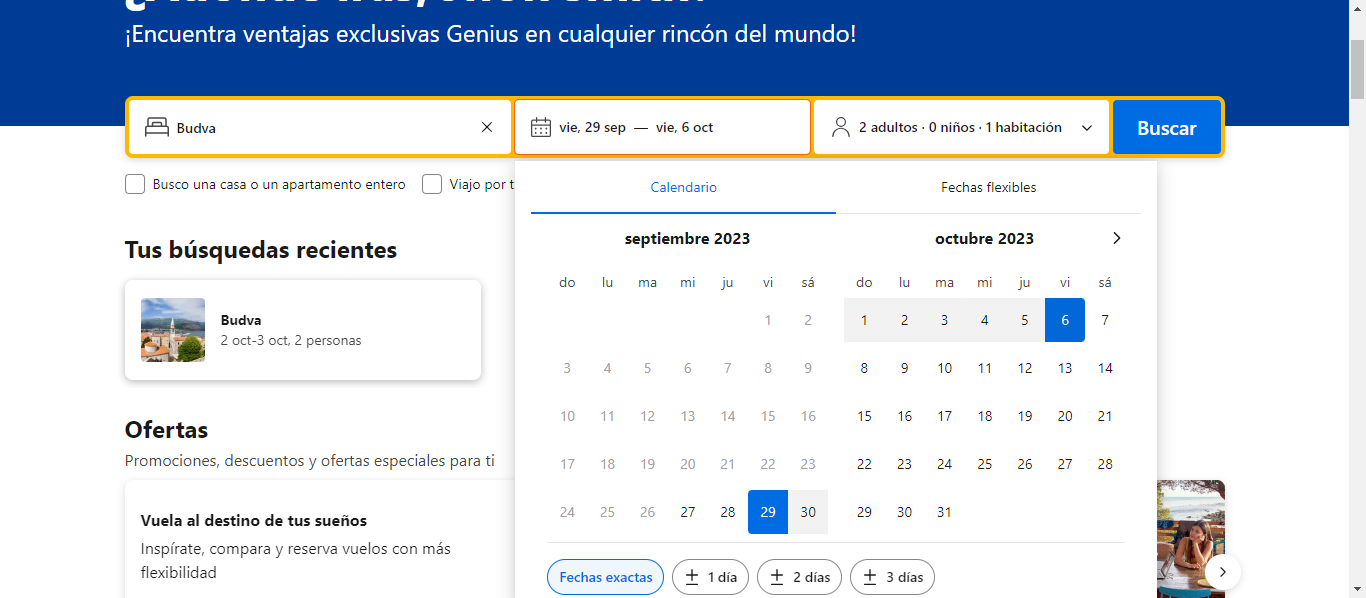 ¡Encuentra ventajas exclusivas Genius en cualquier rincón del mundo!
Budva
vie, 29 sep — vie, 6 oct
2 adultos · 0 niños · 1 habitación
Buscar
Busco una casa o un apartamento entero
Viajo por t
Calendario
Fechas flexibles
septiembre 2023
do lu ma mi ju vi sá
1 2
3 4 5 6 7 8 9
10 11 12 13 14 15 16
17 18 19 20 21 22 23
24 25 26 27 28 29 30
octubre 2023
do lu ma mi ju vi sá
1 2 3 4 5 6 7
8 9 10 11 12 13 14
15 16 17 18 19 20 21
22 23 24 25 26 27 28
29 30 31
Fechas exactas
± 1 día
± 2 días
± 3 días
Tus búsquedas recientes
Budva
2 oct-3 oct, 2 personas
Ofertas
Promociones, descuentos y ofertas especiales para ti
Vuela al destino de tus sueños
Inspírate, compara y reserva vuelos con más
flexibilidad